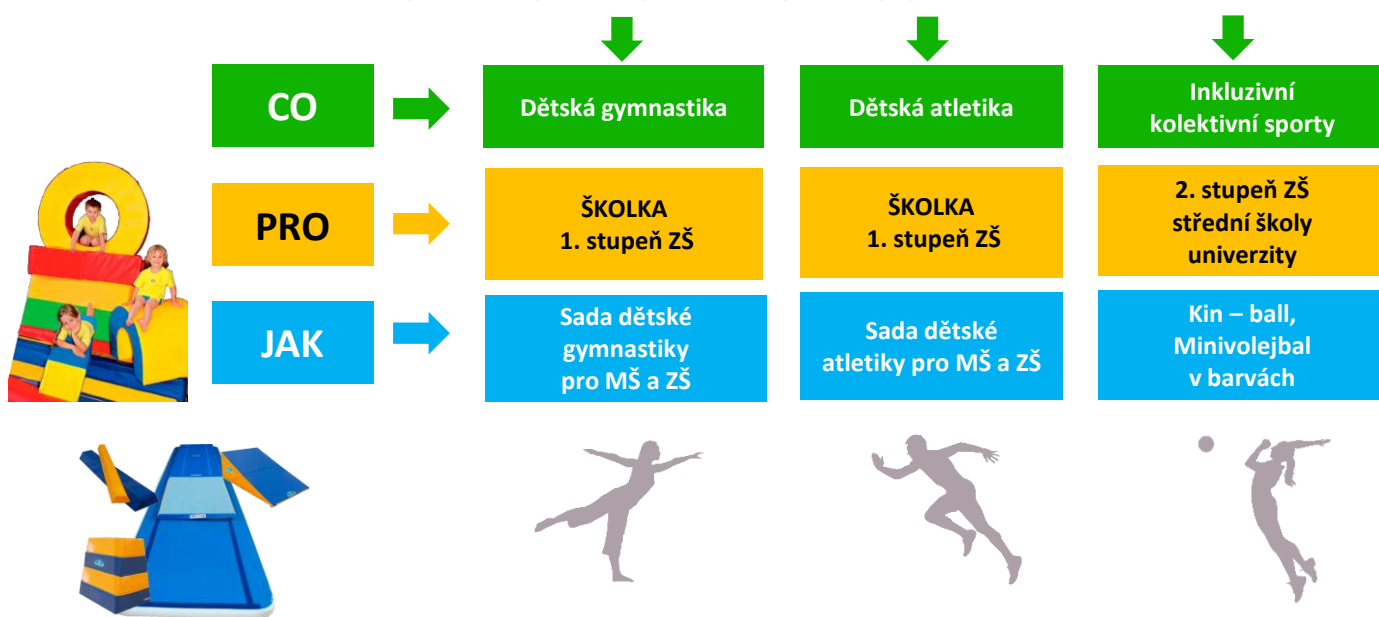 CO
Dětská gymnastika
Dětská atletika
Inkluzivní
kolektivní sporty
PRO
ŠKOLKA
1. stupeň ZŠ
ŠKOLKA
1. stupeň ZŠ
2. stupeň ZŠ
střední školy
univerzity
JAK
Sada dětské
gymnastiky
pro MŠ a ZŠ
Sada dětské
atletiky pro MŠ a ZŠ
Kin – ball,
Minivolejbal
v barvách